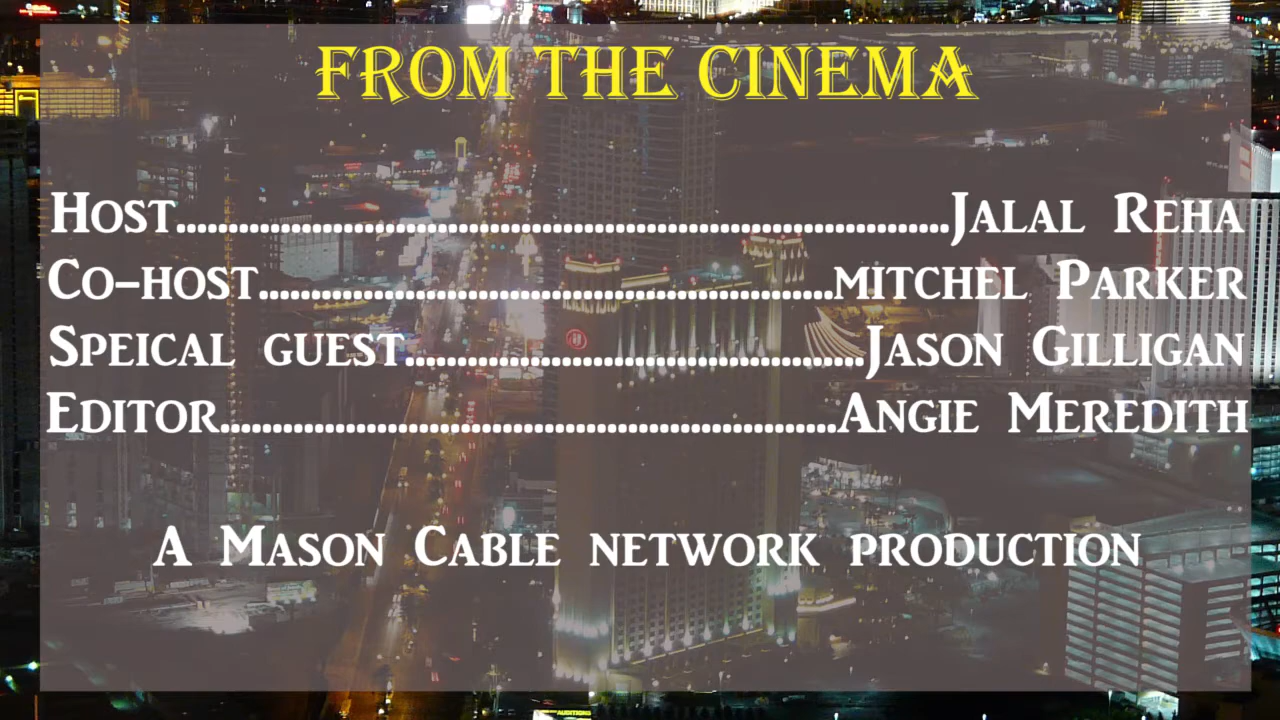 FROM THE CINEMA
HOST..........................................................................JALAL REHA
CO-HOST.......................................................MITCHEL PARKER
SPEICAL GUEST............................................JASON GILLIGAN
EDITOR...........................................................ANGIE MEREDITH
A MASON CABLE NETWORK PRODUCTION